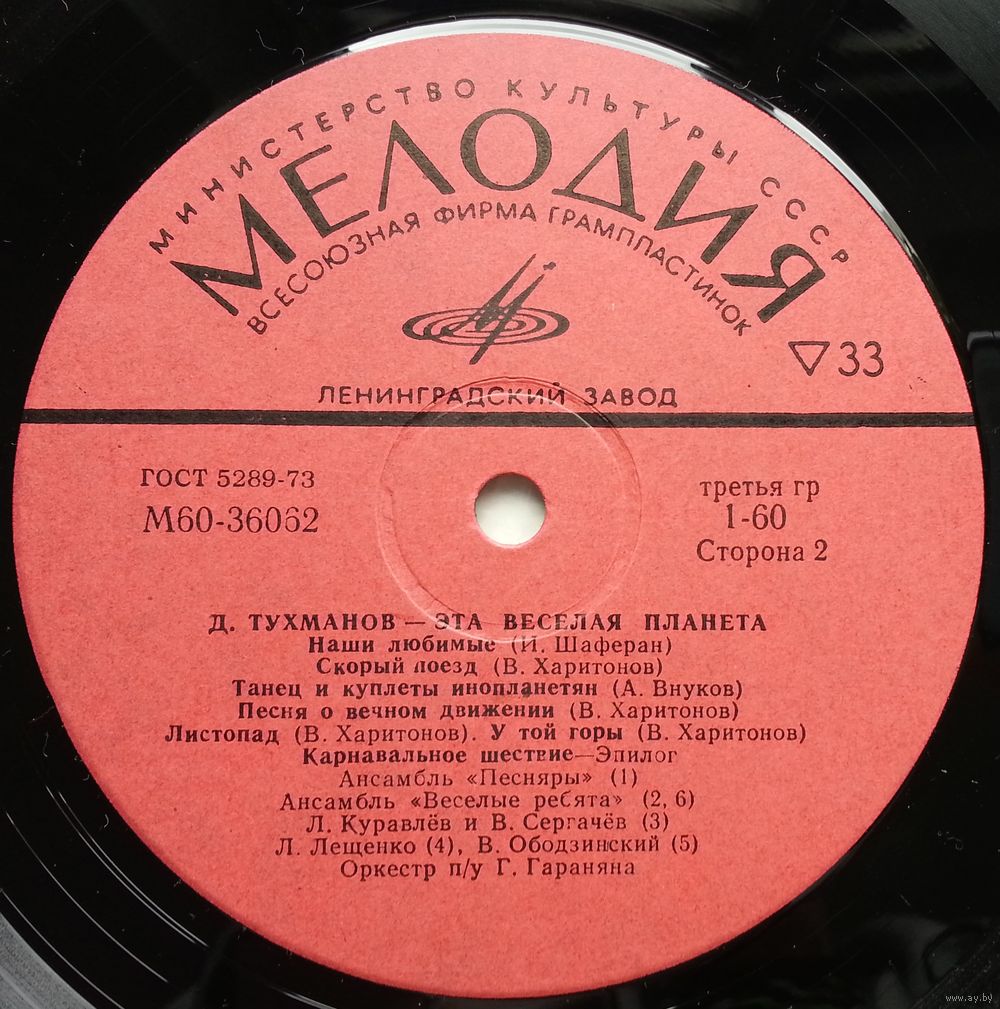 МИНИСТЕРСТВО КУЛЬТУРЫ СССР
МЕЛОДИЯ
ВСЕСОЮЗНАЯ ФИРМА ГРАМПЛАСТИНОК
▽33
ЛЕНИНГРАДСКИЙ ЗАВОД
ГОСТ 5289-73
М60-36062
третья гр
1-60
Сторона 2
Д. ТУХМАНОВ — ЭТА ВЕСЕЛАЯ ПЛАНЕТА
Наши любимые (И. Шаферан)
Скорый поезд (В. Харитонов)
Танец и куплеты инопланетян (А. Внуков)
Песня о вечном движении (В. Харитонов)
Листопад (В. Харитонов). У той горы (В. Харитонов)
Карнавальное шествие—Эпилог
Ансамбль «Песняры» (1)
Ансамбль «Веселые ребята» (2, 6)
Л. Куравлёв и В. Сергачёв (3)
Л. Лещенко (4), В. Ободзинский (5)
Оркестр п/у Г. Гараняна
www.ay.by